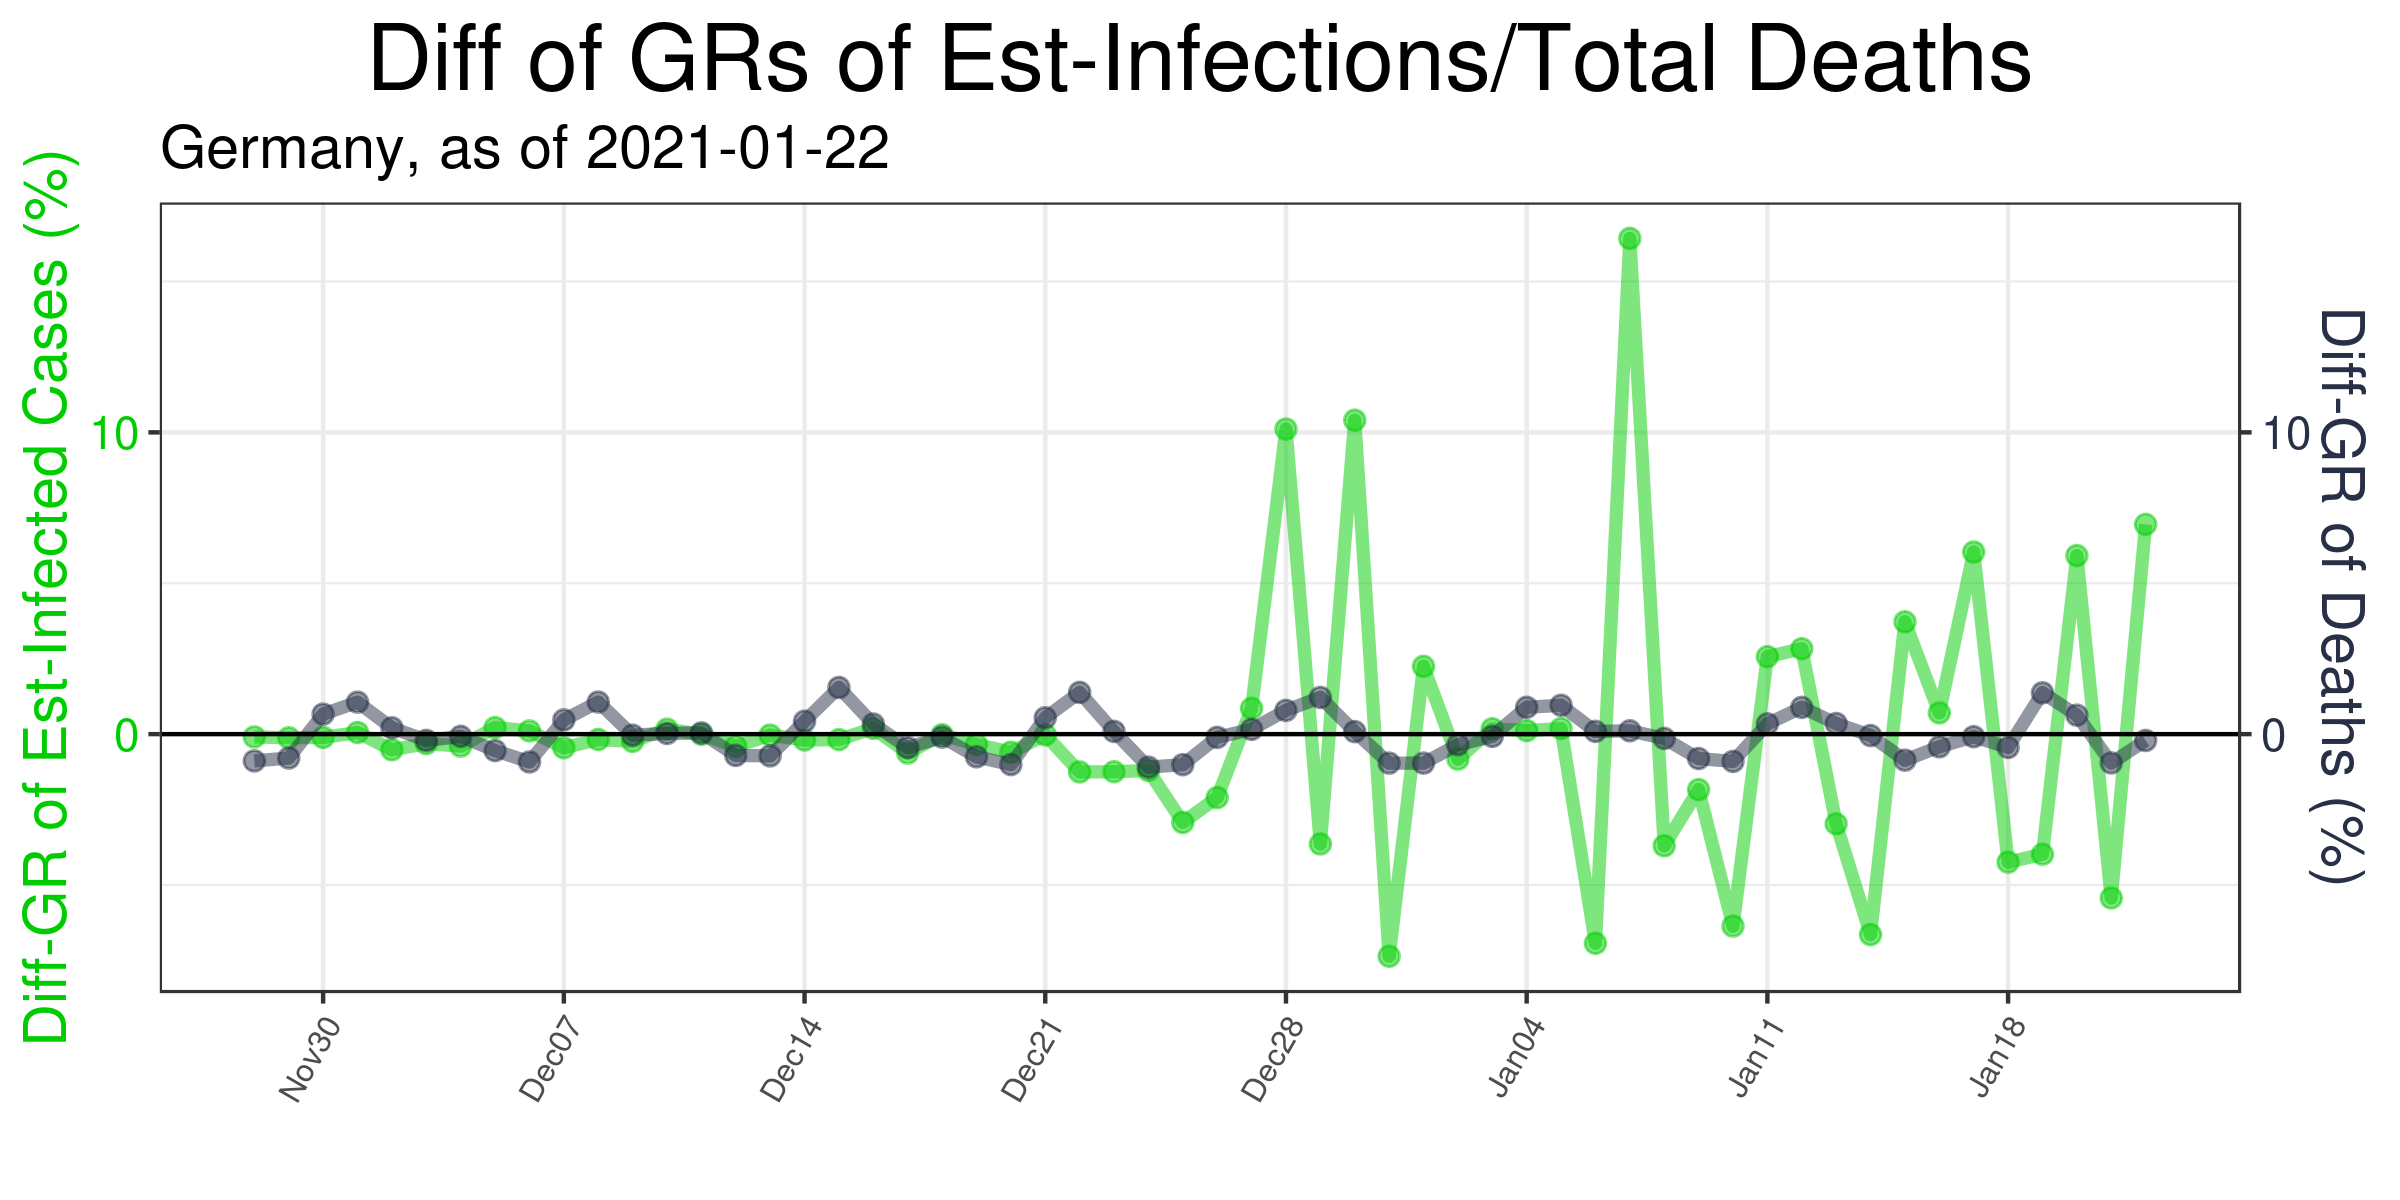 Diff of GRs of Est-Infections/Total Deaths
Germany, as of 2021-01-22
Diff-GR of Est-Infected Cases (%)
10
0
10
0
Diff-GR of Deaths (%)
Nov30
Dec07
Dec14
Dec21
Dec28
Jan04
Jan11
Jan18